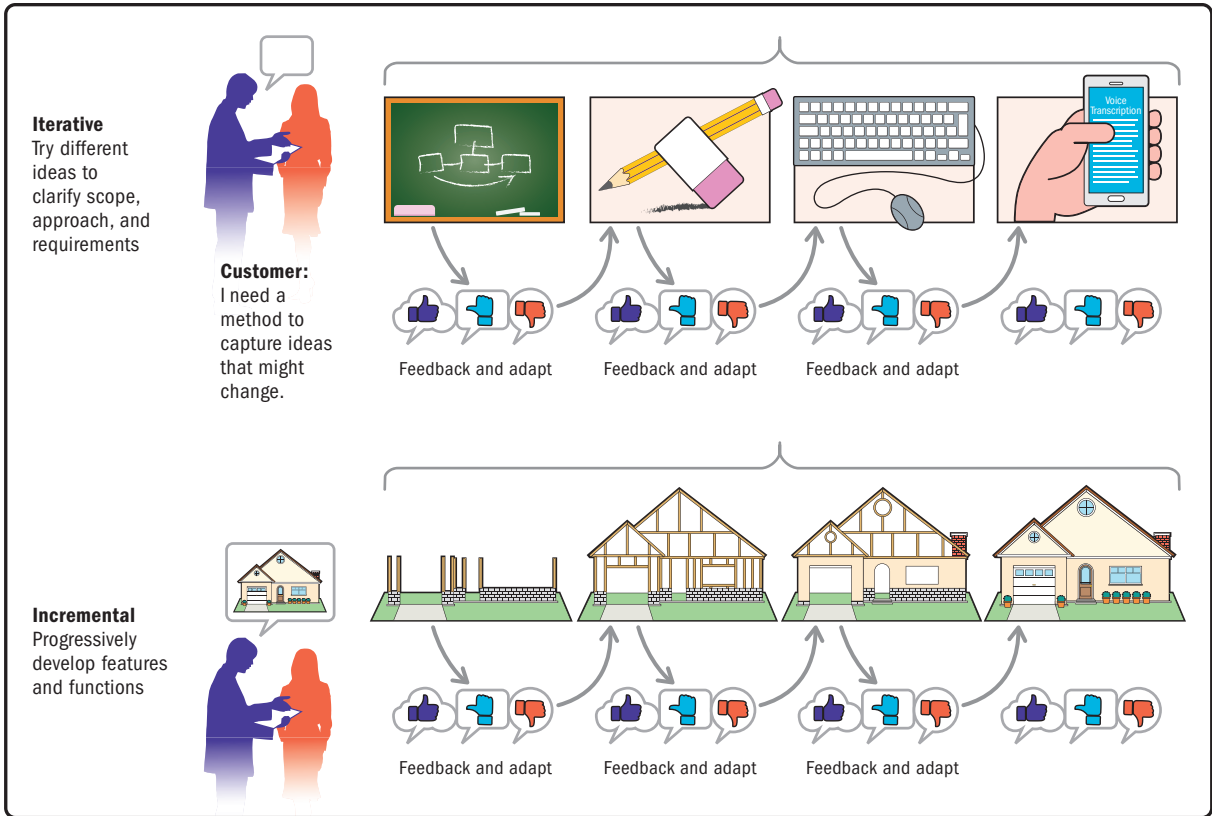 Iterative
Try different
ideas to
clarify scope,
approach, and
requirements
Customer:
I need a
method to
capture ideas
that might
change.
Voice
Transcription
Feedback and adapt
Feedback and adapt
Feedback and adapt
Incremental
Progressively
develop features
and functions
Feedback and adapt
Feedback and adapt
Feedback and adapt